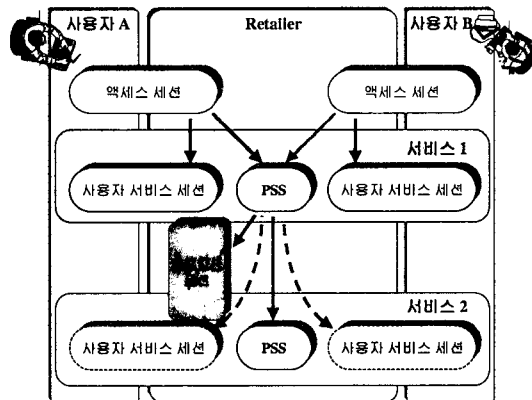 사용자 A
Retailer
사용자 B
액세스 세션
액세스 세션
서비스 1
사용자 서비스 세션
PSS
사용자 서비스 세션
서비스 2
사용자 서비스 세션
PSS
사용자 서비스 세션